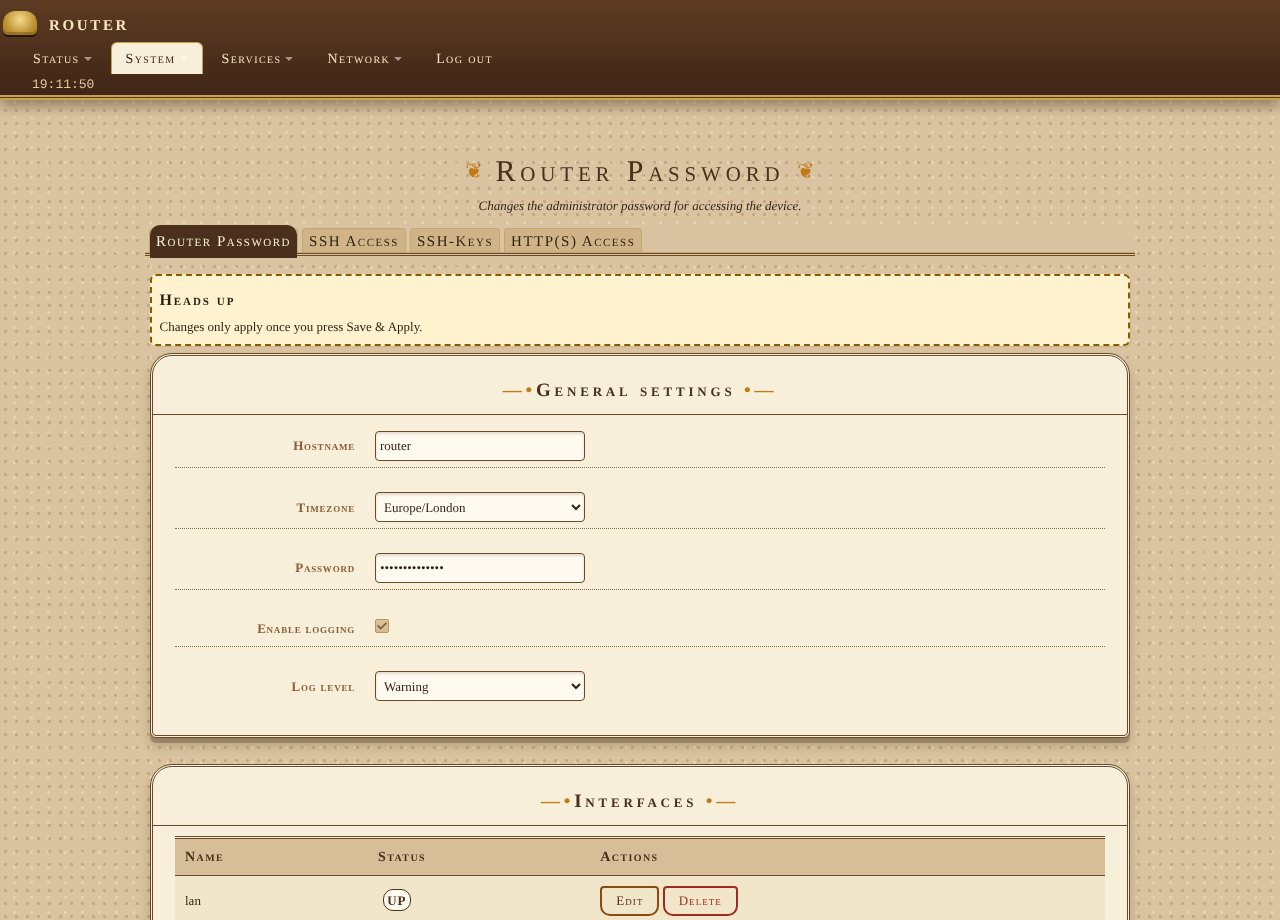 ROUTER
Status System Services Network Log out
19:11:50
❦ Router Password ❦
Changes the administrator password for accessing the device.
Router Password SSH Access SSH-Keys HTTP(S) Access
Heads up
Changes only apply once you press Save & Apply.
—•General settings •—
Hostname router
Timezone Europe/London
Password ••••••••••••••
Enable logging
Log level Warning
—•Interfaces •—
Name Status Actions
lan UP Edit Delete